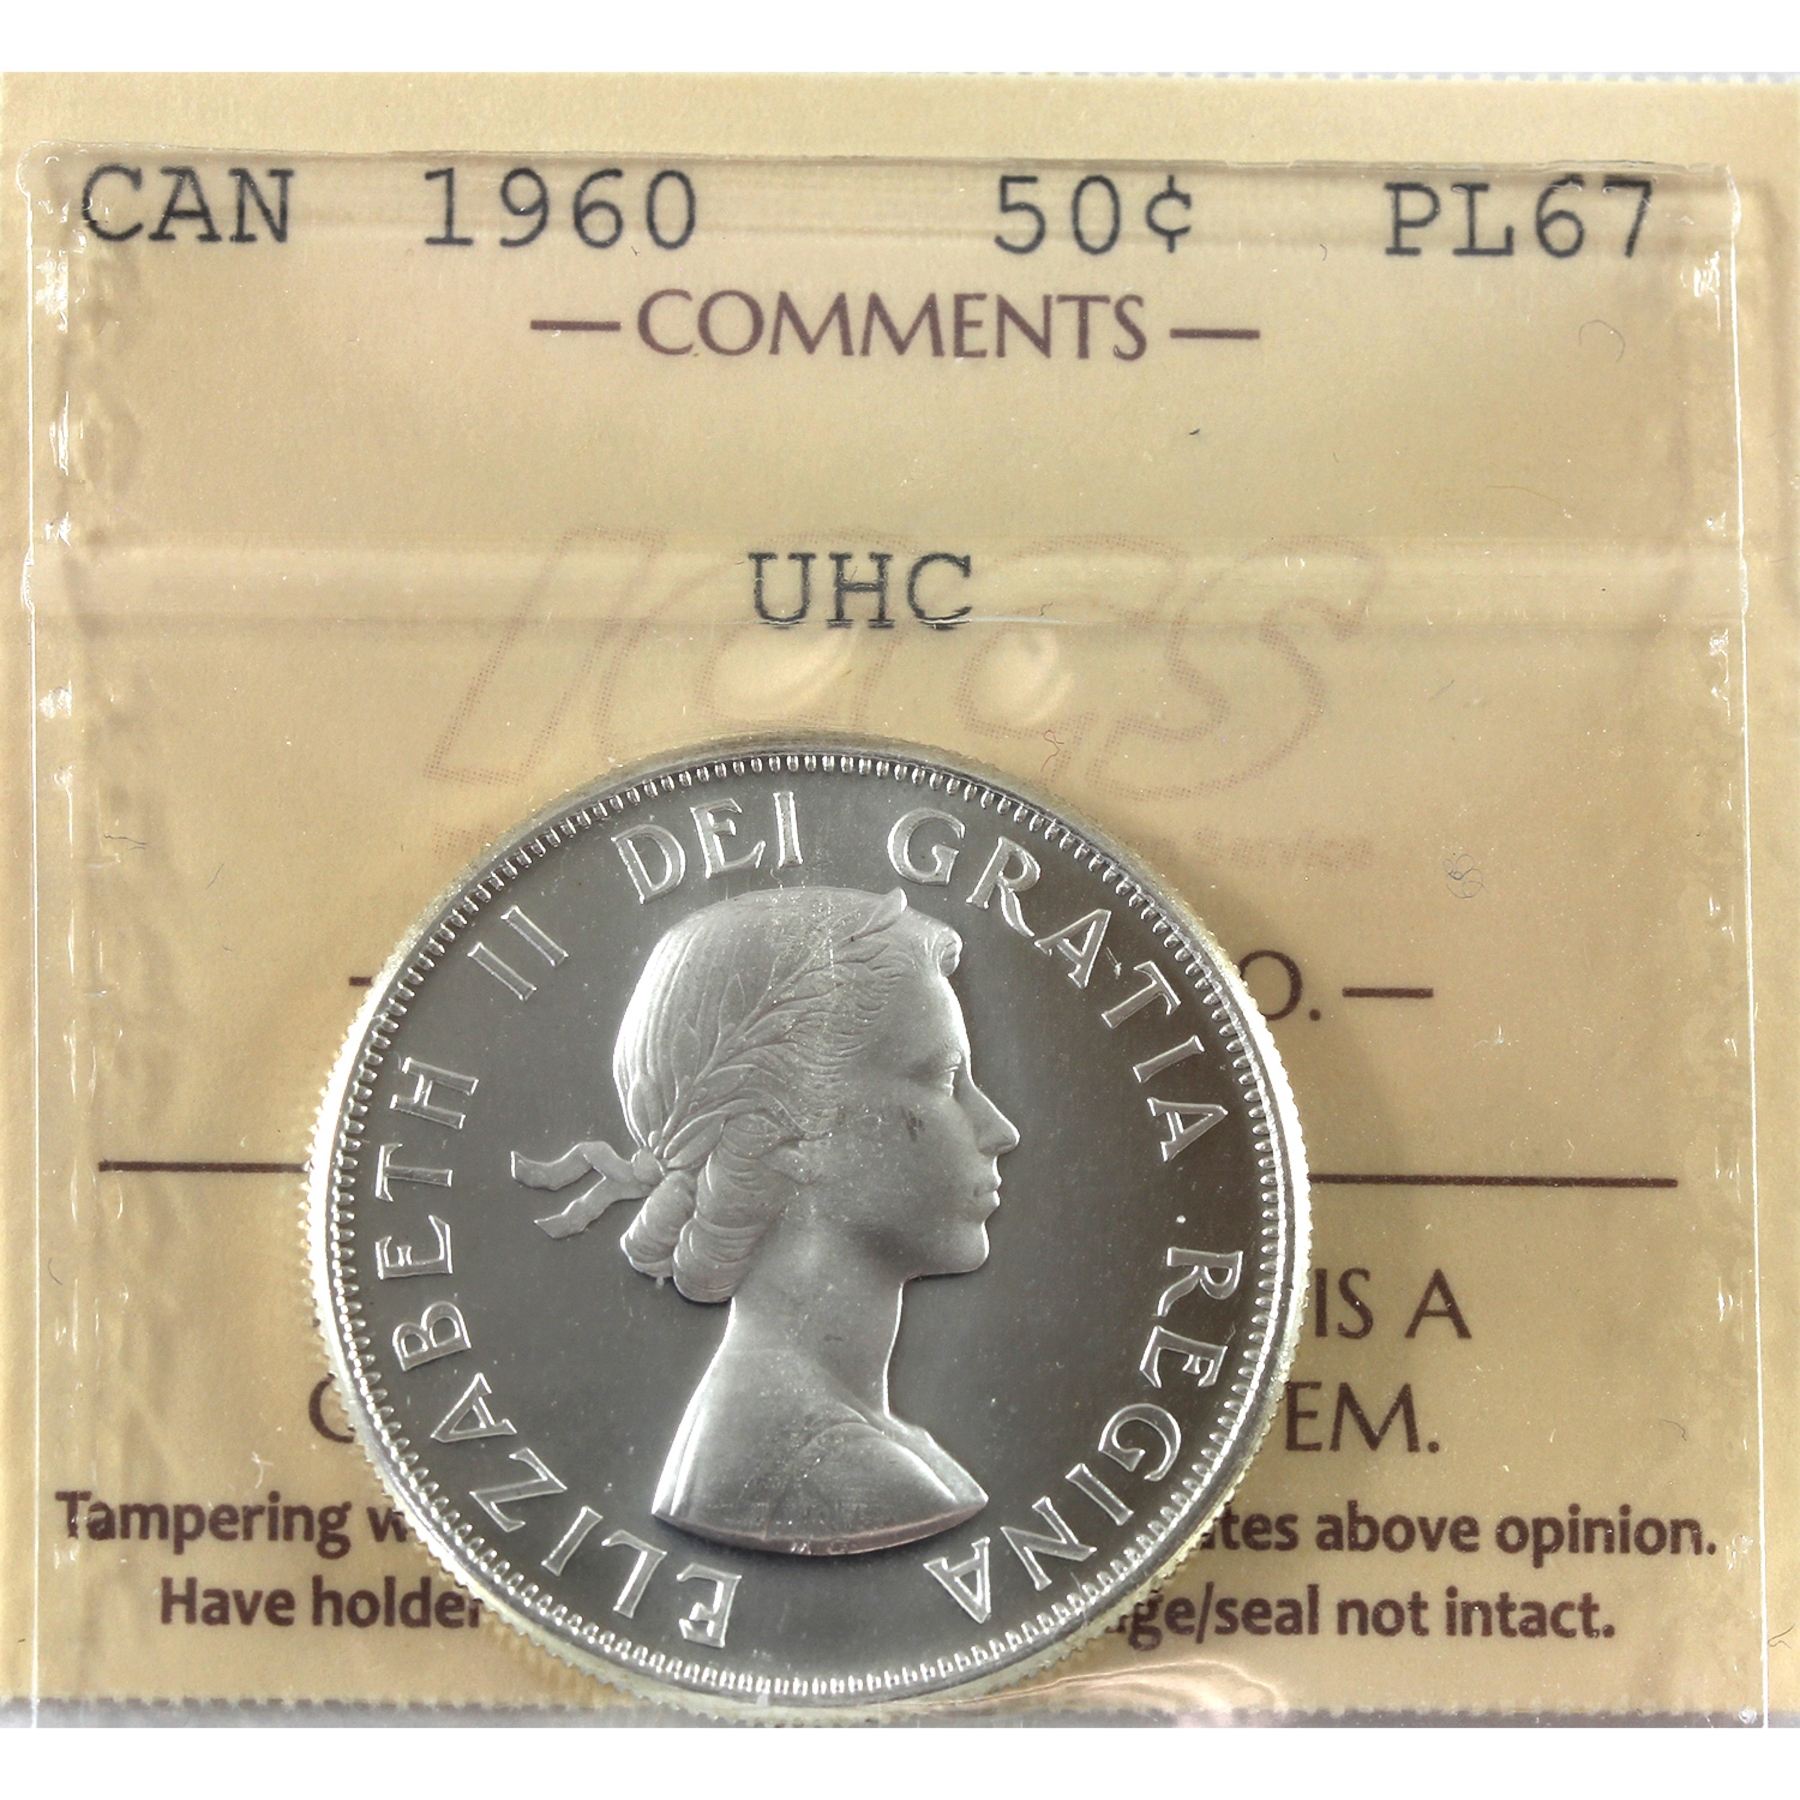 CAN 1960 50¢ PL67
— COMMENTS —
UHC
ICCS
O. —
IS A
EM.
Tampering tes above opinion.
Have holder ge/seal not intact.
ELIZABETH II DEI GRATIA REGINA